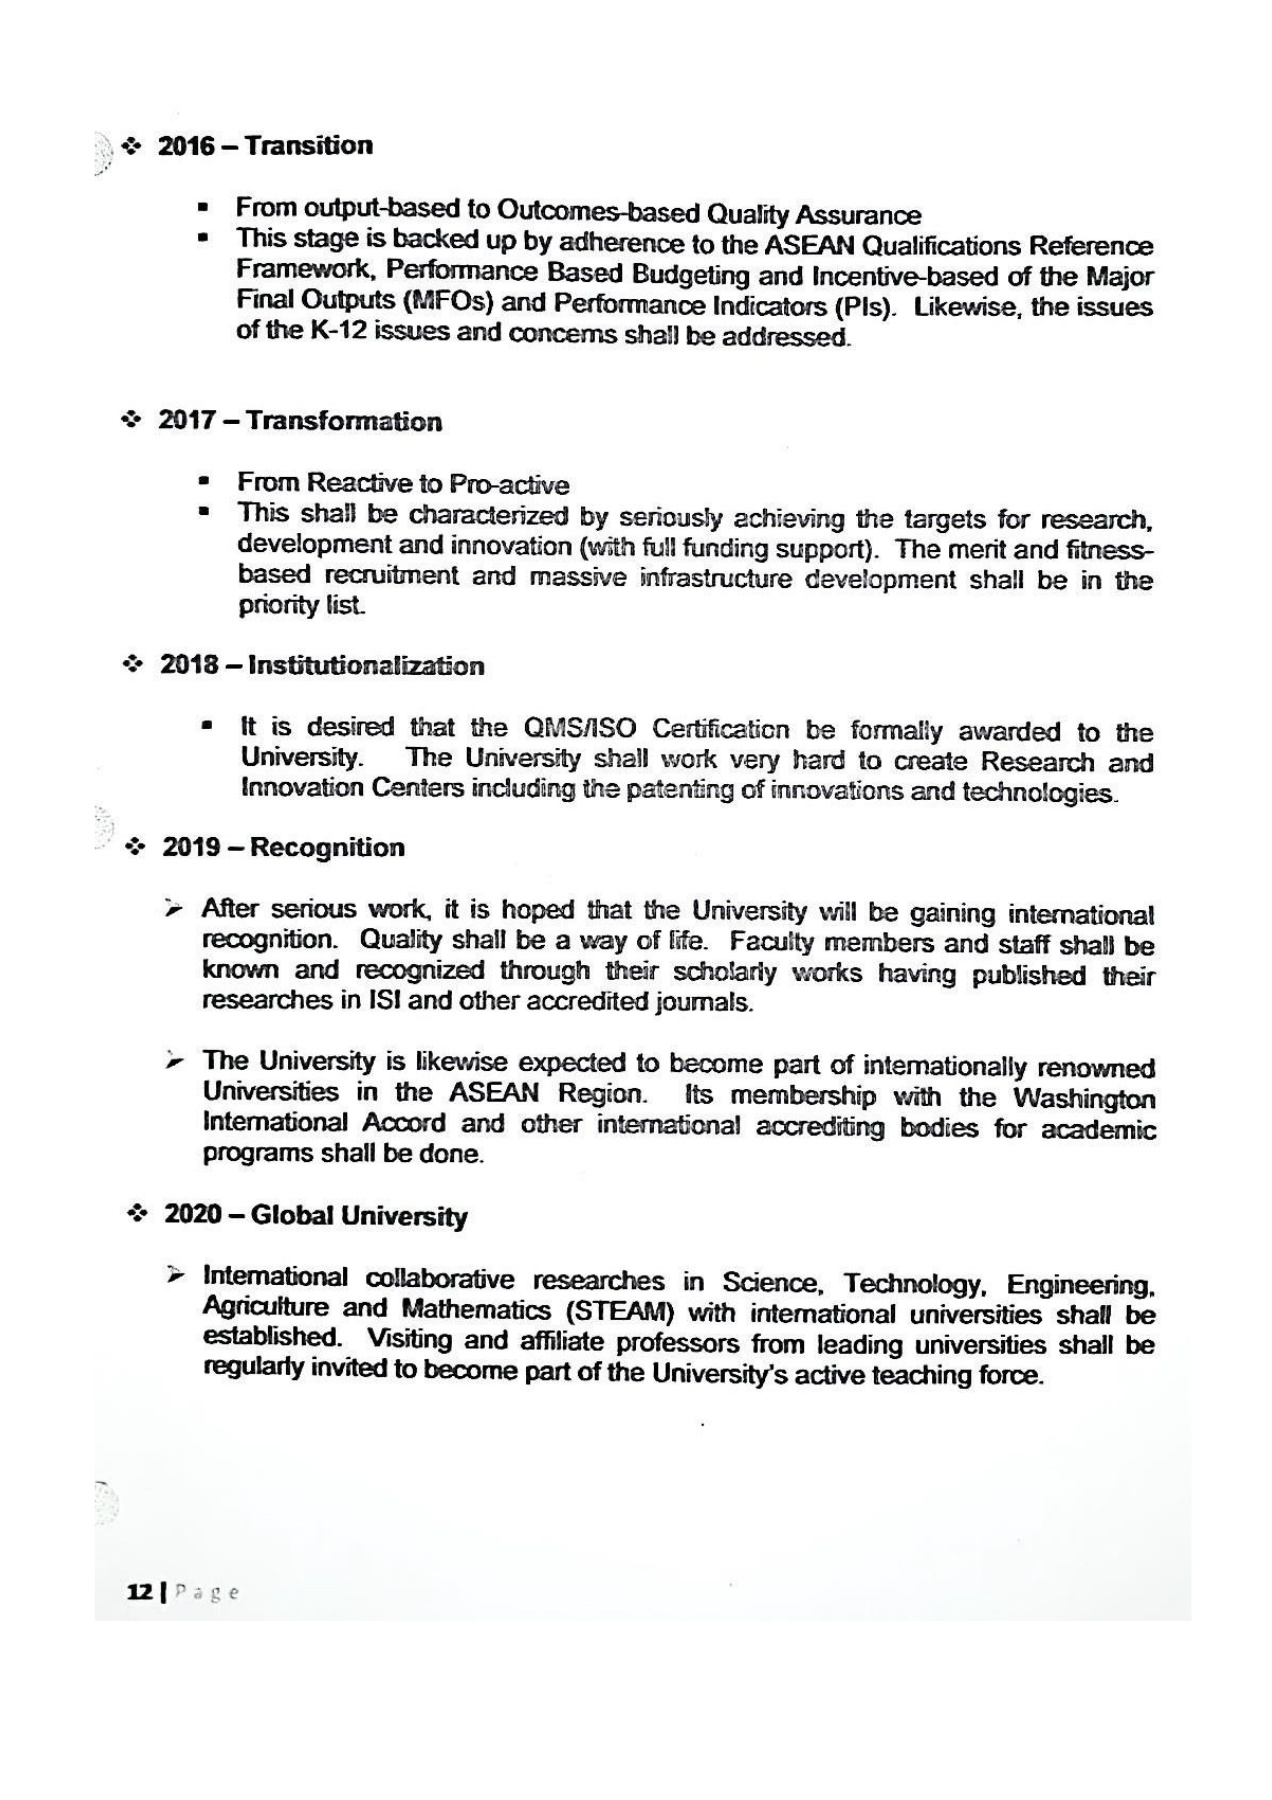 ❖ 2016 – Transition
▪ From output-based to Outcomes-based Quality Assurance
▪ This stage is backed up by adherence to the ASEAN Qualifications Reference
Framework, Performance Based Budgeting and Incentive-based of the Major
Final Outputs (MFOs) and Performance Indicators (PIs). Likewise, the issues
of the K-12 issues and concerns shall be addressed.
❖ 2017 – Transformation
▪ From Reactive to Pro-active
▪ This shall be characterized by seriously achieving the targets for research,
development and innovation (with full funding support). The merit and fitness-
based recruitment and massive infrastructure development shall be in the
priority list.
❖ 2018 – Institutionalization
▪ It is desired that the QMS/ISO Certification be formally awarded to the
University. The University shall work very hard to create Research and
Innovation Centers including the patenting of innovations and technologies.
❖ 2019 – Recognition
➢ After serious work, it is hoped that the University will be gaining international
recognition. Quality shall be a way of life. Faculty members and staff shall be
known and recognized through their scholarly works having published their
researches in ISI and other accredited journals.
➢ The University is likewise expected to become part of internationally renowned
Universities in the ASEAN Region. Its membership with the Washington
International Accord and other international accrediting bodies for academic
programs shall be done.
❖ 2020 – Global University
➢ International collaborative researches in Science, Technology, Engineering,
Agriculture and Mathematics (STEAM) with international universities shall be
established. Visiting and affiliate professors from leading universities shall be
regularly invited to become part of the University's active teaching force.
12 | Page